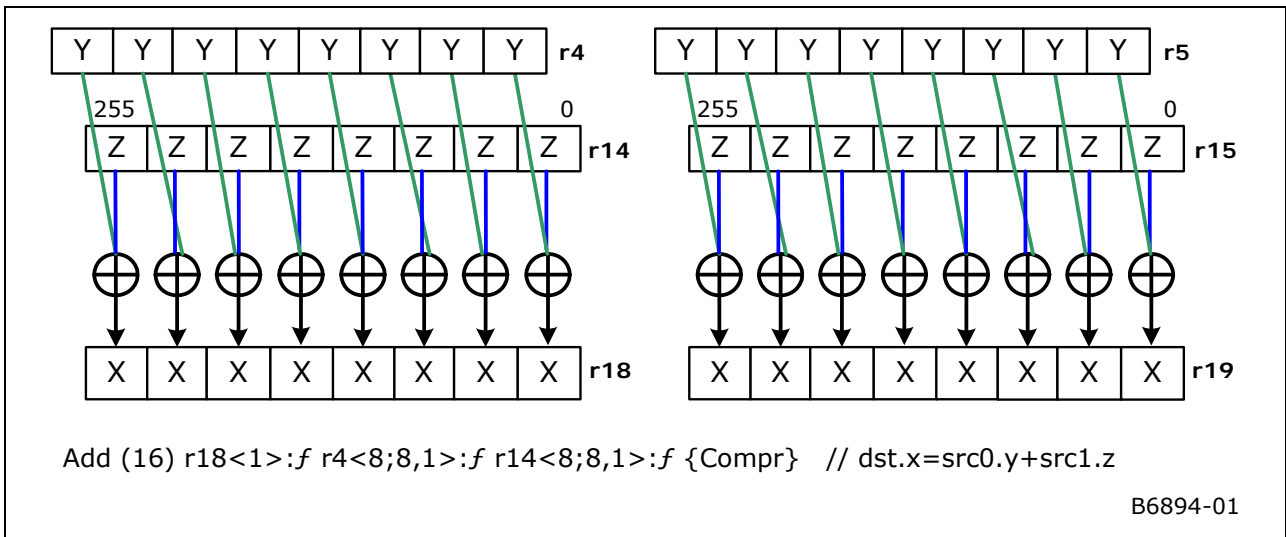 Y Y Y Y Y Y Y Y r4 Y Y Y Y Y Y Y Y r5
255 0 255 0
Z Z Z Z Z Z Z Z r14 Z Z Z Z Z Z Z Z r15
X X X X X X X X r18 X X X X X X X X r19
Add (16) r18<1>:ƒ r4<8;8,1>:ƒ r14<8;8,1>:ƒ {Compr} // dst.x=src0.y+src1.z
B6894-01